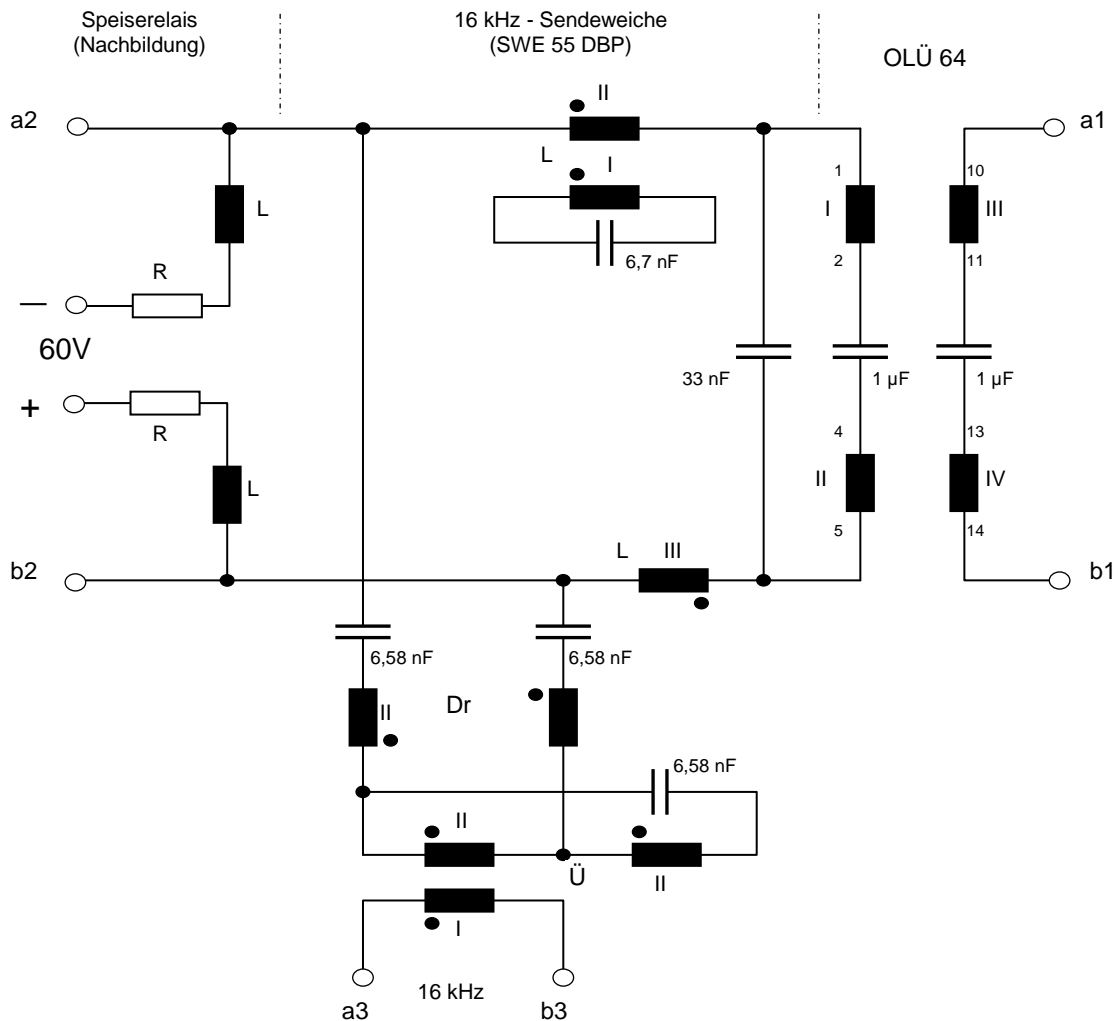 Speiserelais
(Nachbildung)
16 kHz - Sendeweiche
(SWE 55 DBP)
OLÜ 64
a2
II
a1
L
I
1
10
L
I
III
6,7 nF
2
11
R
—
60V
33 nF
1 µF
1 µF
+
R
4
13
L
II
IV
5
14
b2
L
III
b1
6,58 nF
6,58 nF
II
Dr
6,58 nF
II
Ü
II
I
a3
16 kHz
b3